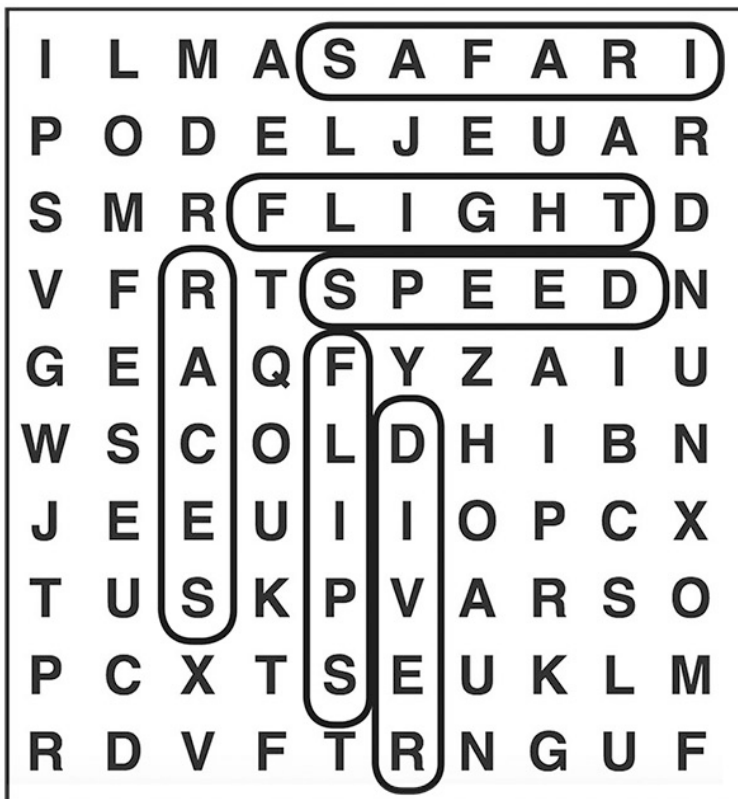 I L M A S A F A R I
P O D E L J E U A R
S M R F L I G H T D
V F R T S P E E D N
G E A Q F Y Z A I U
W S C O L D H I B N
J E E U I I O P C X
T U S K P V A R S O
P C X T S E U K L M
R D V F T R N G U F